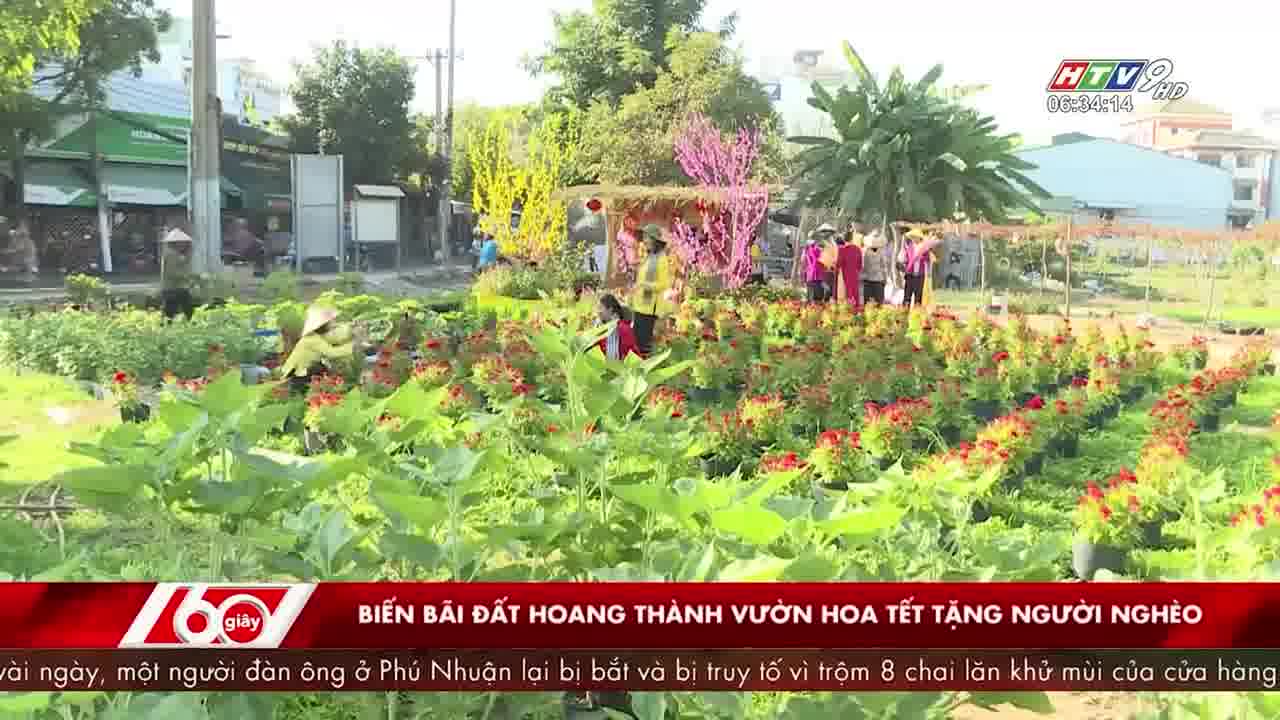 HTV9 HD
06:34:14
60 giây
BIẾN BÃI ĐẤT HOANG THÀNH VƯỜN HOA TẾT TẶNG NGƯỜI NGHÈO
vài ngày, một người đàn ông ở Phú Nhuận lại bị bắt và bị truy tố vì trộm 8 chai lăn khử mùi của cửa hàng